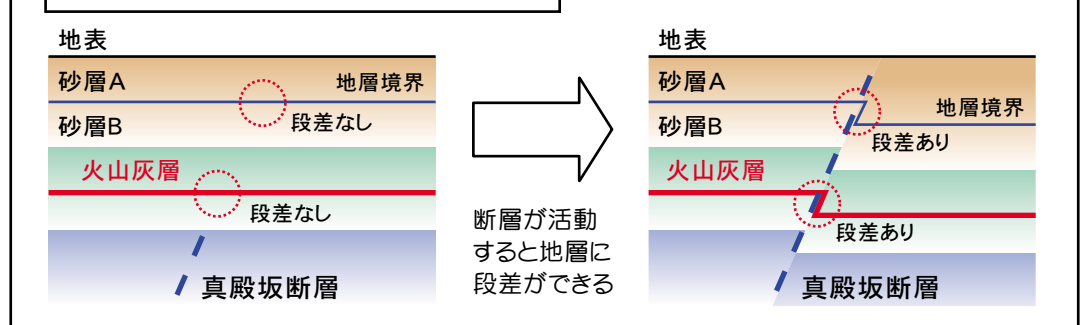 地表
砂層A
地層境界
砂層B
段差なし
火山灰層
段差なし
真殿坂断層
断層が活動
すると地層に
段差ができる
地表
砂層A
地層境界
砂層B
段差あり
火山灰層
段差あり
真殿坂断層